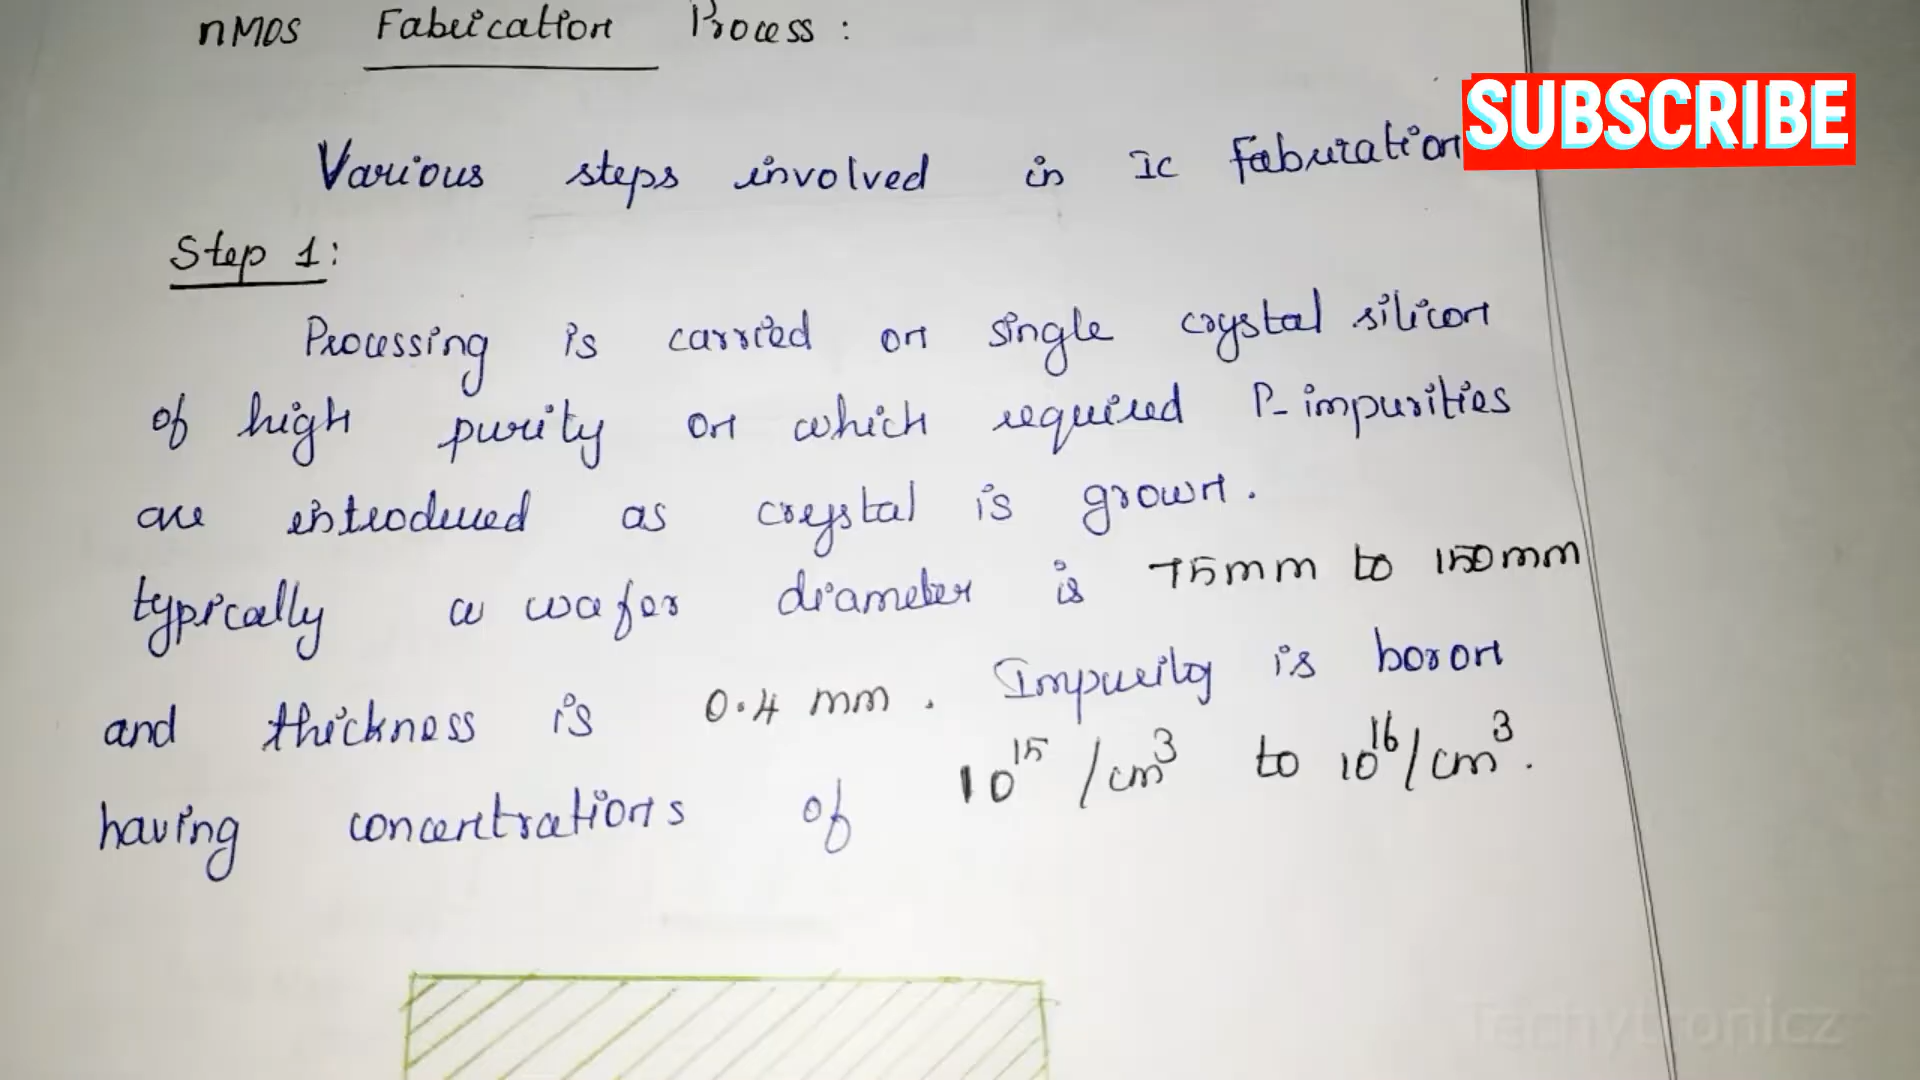 nMOS Fabrication Process :
SUBSCRIBE
Various steps involved in Ic Fabrication
Step 1:
Processing is carried on single crystal silicon
of high purity on which required P-impurities
are introduced as crystal is grown.
typically a wafer diameter is 75mm to 150mm
and thickness is 0.4 mm. Impurity is boron
having concentrations of 10^15 /cm^3 to 10^16/cm^3.
Techytronicz